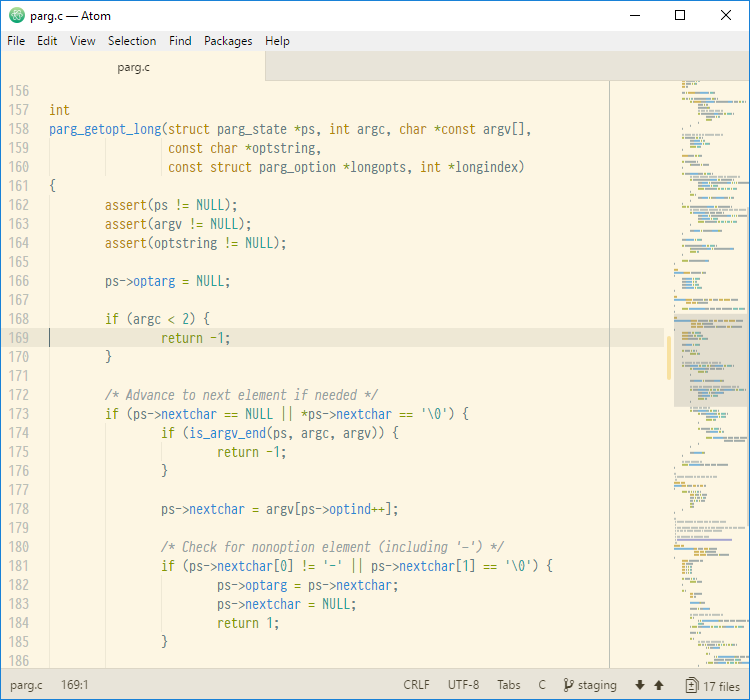 parg.c — Atom
File Edit View Selection Find Packages Help
parg.c
156
157 int
158 parg_getopt_long(struct parg_state *ps, int argc, char *const argv[],
159 const char *optstring,
160 const struct parg_option *longopts, int *longindex)
161 {
162 assert(ps != NULL);
163 assert(argv != NULL);
164 assert(optstring != NULL);
165
166 ps->optarg = NULL;
167
168 if (argc < 2) {
169 return -1;
170 }
171
172 /* Advance to next element if needed */
173 if (ps->nextchar == NULL || *ps->nextchar == '\0') {
174 if (is_argv_end(ps, argc, argv)) {
175 return -1;
176 }
177
178 ps->nextchar = argv[ps->optind++];
179
180 /* Check for nonoption element (including '-') */
181 if (ps->nextchar[0] != '-' || ps->nextchar[1] == '\0') {
182 ps->optarg = ps->nextchar;
183 ps->nextchar = NULL;
184 return 1;
185 }
186
parg.c 169:1 CRLF UTF-8 Tabs C staging 17 files